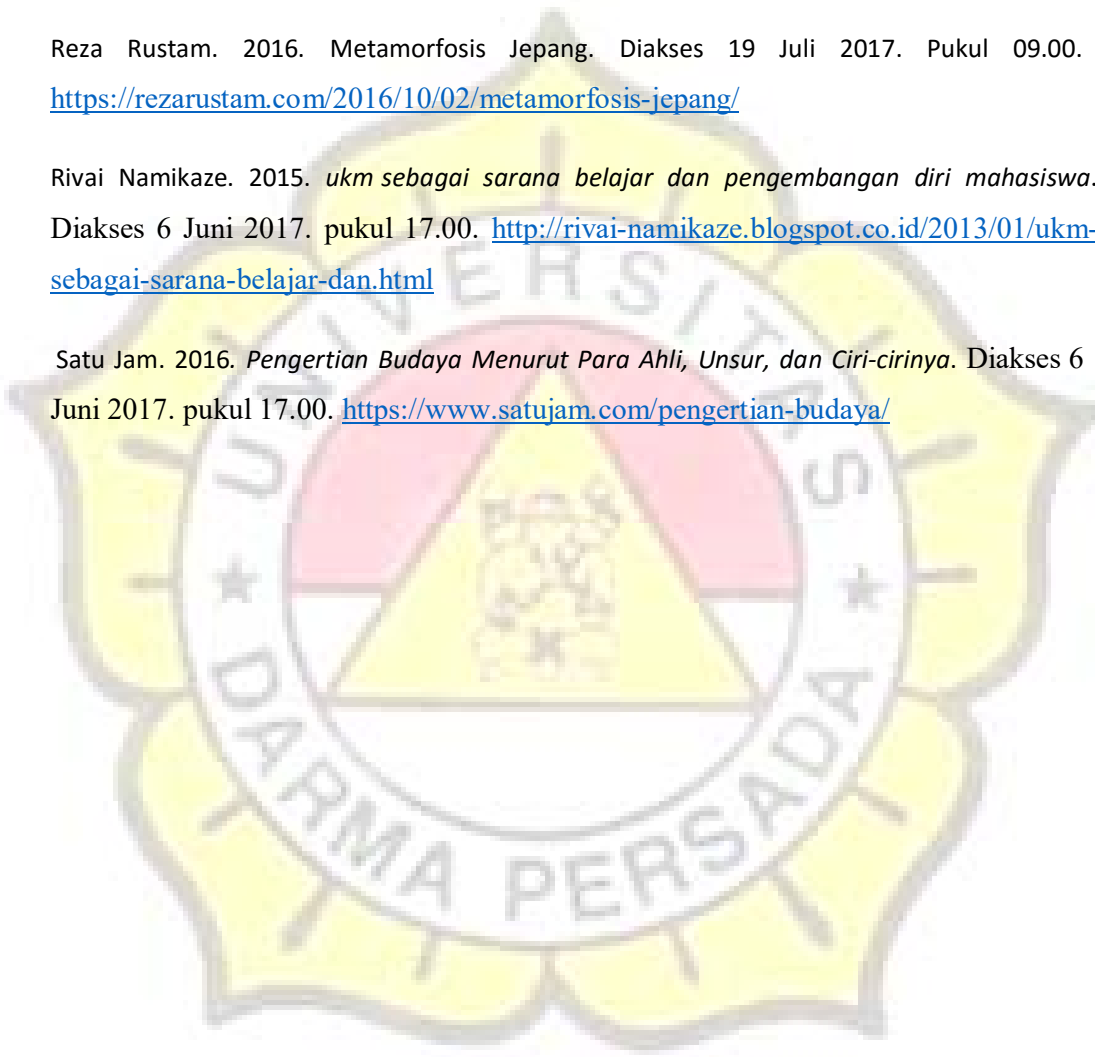 Reza Rustam. 2016. Metamorfosis Jepang. Diakses 19 Juli 2017. Pukul 09.00.
https://rezarustam.com/2016/10/02/metamorfosis-jepang/
Rivai Namikaze. 2015. ukm sebagai sarana belajar dan pengembangan diri mahasiswa.
Diakses 6 Juni 2017. pukul 17.00. http://rivai-namikaze.blogspot.co.id/2013/01/ukm-
sebagai-sarana-belajar-dan.html
Satu Jam. 2016. Pengertian Budaya Menurut Para Ahli, Unsur, dan Ciri-cirinya. Diakses 6
Juni 2017. pukul 17.00. https://www.satujam.com/pengertian-budaya/
UNIVERSITAS
DARMA PERSADA